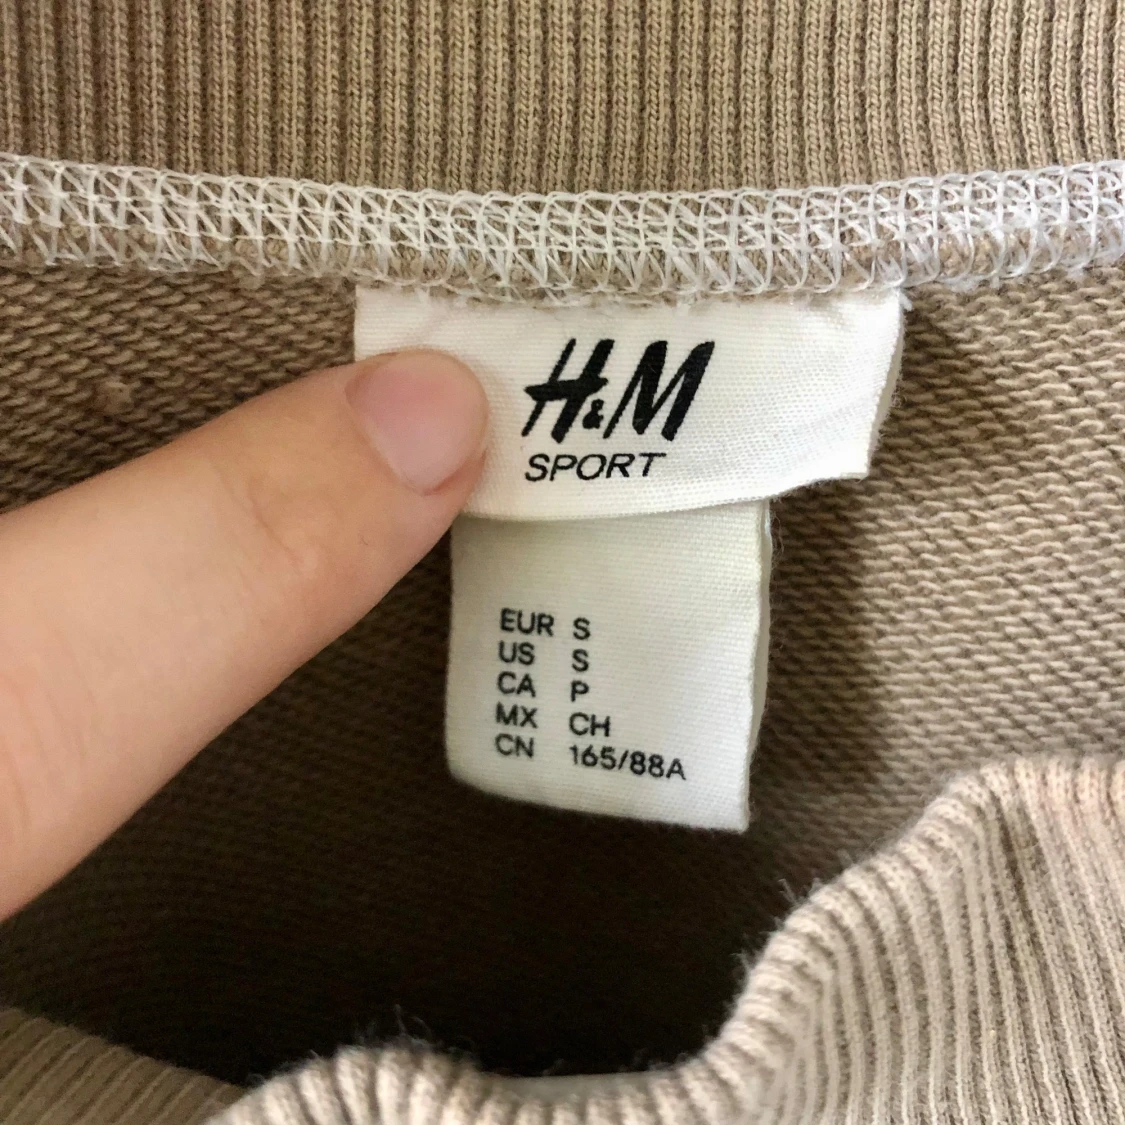 H&M
SPORT
EUR S
US S
CA P
MX CH
CN 165/88A